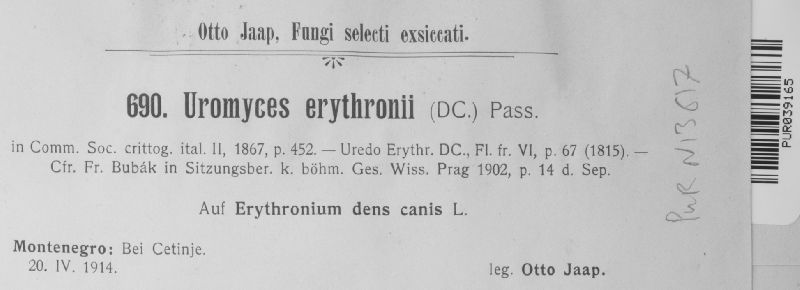 Otto Jaap, Fungi selecti exsiccati.
690. Uromyces erythronii (DC.) Pass.
in Comm. Soc. crittog. ital. II, 1867, p. 452. — Uredo Erythr. DC., Fl. fr. VI, p. 67 (1815). —
Cfr. Fr. Bubák in Sitzungsber. k. böhm. Ges. Wiss. Prag 1902, p. 14 d. Sep.
Auf Erythronium dens canis L.
Montenegro: Bei Cetinje.
20. IV. 1914.
leg. Otto Jaap.
PUR N13617
PUR039165